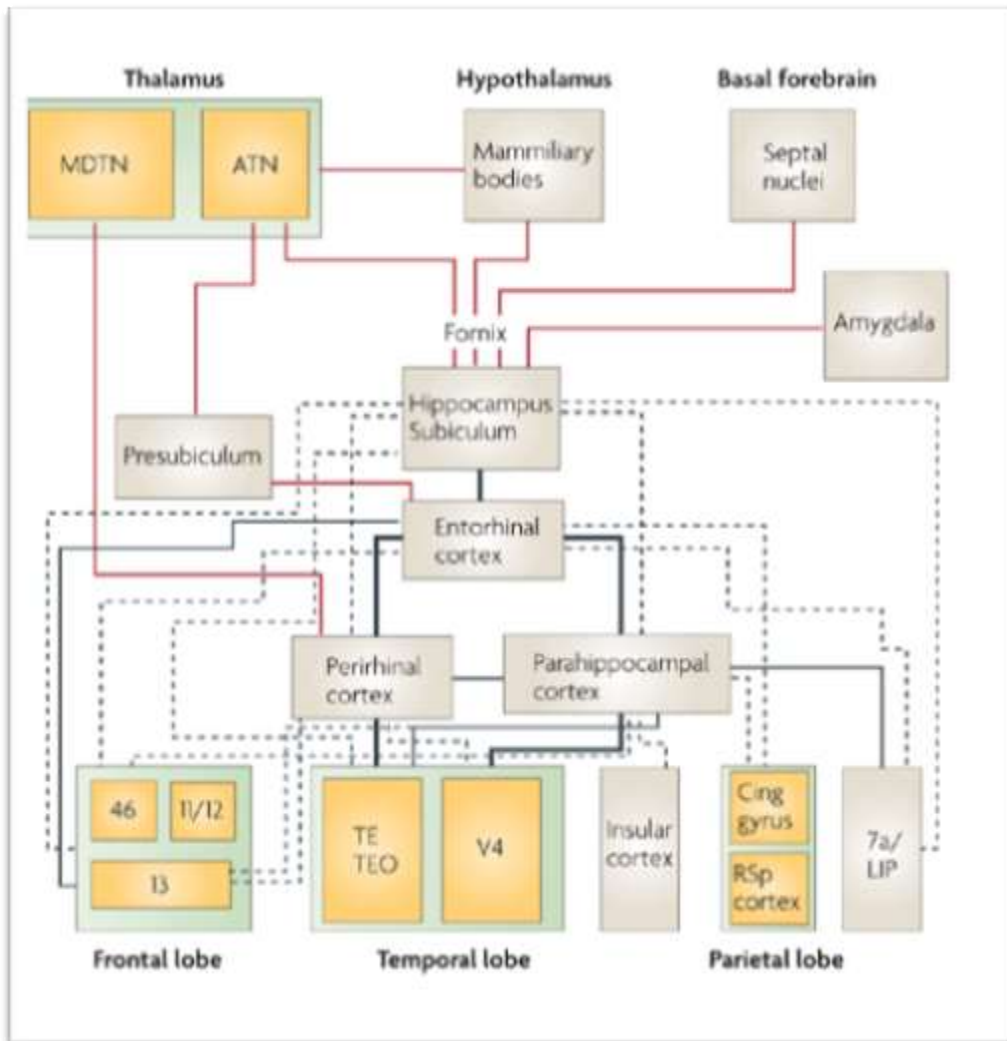 Thalamus
Hypothalamus
Basal forebrain
MDTN
ATN
Mammiliary
bodies
Septal
nuclei
Amygdala
Fornix
Hippocampus
Subiculum
Presubiculum
Entorhinal
cortex
Perirhinal
cortex
Parahippocampal
cortex
46
11/12
13
TE
TEO
V4
Insular
cortex
Cing
gyrus
RSp
cortex
7a/
LIP
Frontal lobe
Temporal lobe
Parietal lobe